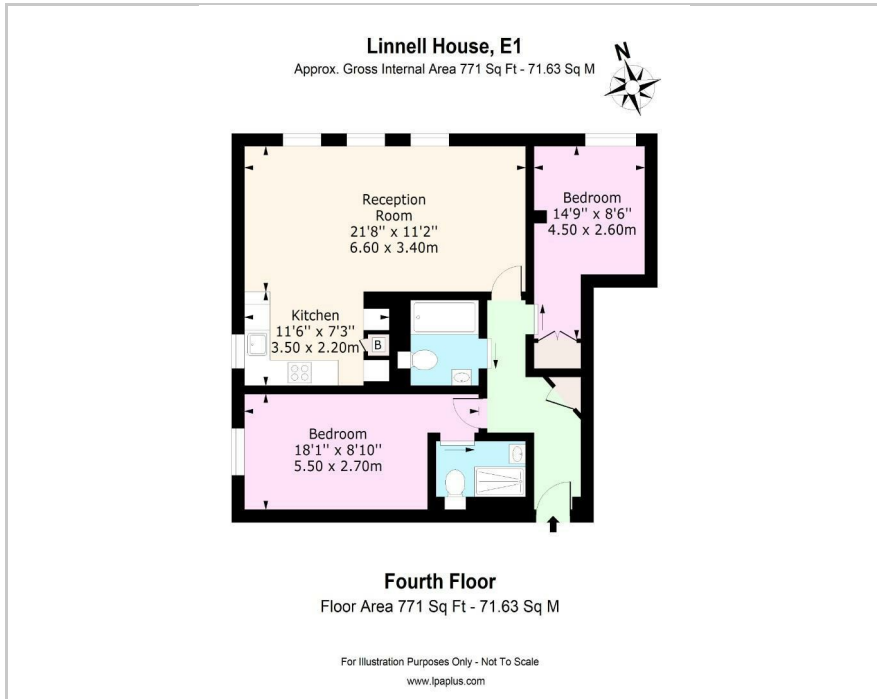 Linnell House, E1
Approx. Gross Internal Area 771 Sq Ft - 71.63 Sq M
N
Reception
Room
21'8'' x 11'2''
6.60 x 3.40m
Bedroom
14'9'' x 8'6''
4.50 x 2.60m
Kitchen
11'6'' x 7'3''
3.50 x 2.20m
B
Bedroom
18'1'' x 8'10''
5.50 x 2.70m
Fourth Floor
Floor Area 771 Sq Ft - 71.63 Sq M
For Illustration Purposes Only - Not To Scale
www.lpaplus.com